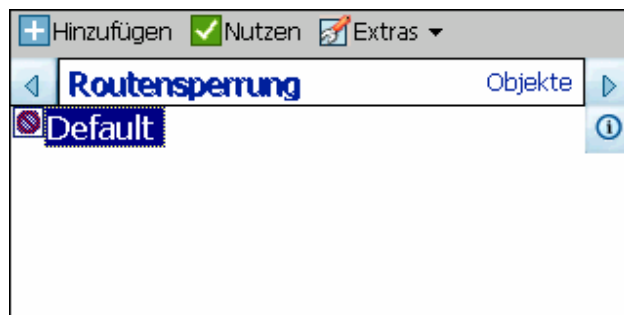 Hinzufügen Nutzen Extras
Routensperrung Objekte
Default